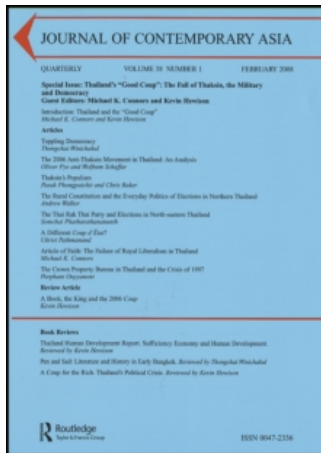 JOURNAL OF CONTEMPORARY ASIA
QUARTERLY VOLUME 38 NUMBER 1 FEBRUARY 2008
Special Issue: Thailand's "Good Coup": The Fall of Thaksin, the Military
and Democracy
Guest Editors: Michael K. Connors and Kevin Hewison
Introduction: Thailand and the "Good Coup"
Michael K. Connors and Kevin Hewison
Articles
Toppling Democracy
Thongchai Winichakul
The 2006 Anti-Thaksin Movement in Thailand: An Analysis
Oliver Pye and Wolfram Schaffar
Thaksin's Populism
Pasuk Phongpaichit and Chris Baker
The Rural Constitution and the Everyday Politics of Elections in Northern Thailand
Andrew Walker
The Thai Rak Thai Party and Elections in North-eastern Thailand
Somchai Phatharathananunth
A Different Coup d'État?
Ukrist Pathmanand
Article of Faith: The Failure of Royal Liberalism in Thailand
Michael K. Connors
The Crown Property Bureau in Thailand and the Crisis of 1997
Porphant Ouyyanont
Review Article
A Book, the King and the 2006 Coup
Kevin Hewison
Book Reviews
Thailand Human Development Report: Sufficiency Economy and Human Development.
Reviewed by Kevin Hewison
Pen and Sail: Literature and History in Early Bangkok. Reviewed by Thongchai Winichakul
A Coup for the Rich: Thailand's Political Crisis. Reviewed by Kevin Hewison
R Routledge
Taylor & Francis Group
ISSN 0047-2336